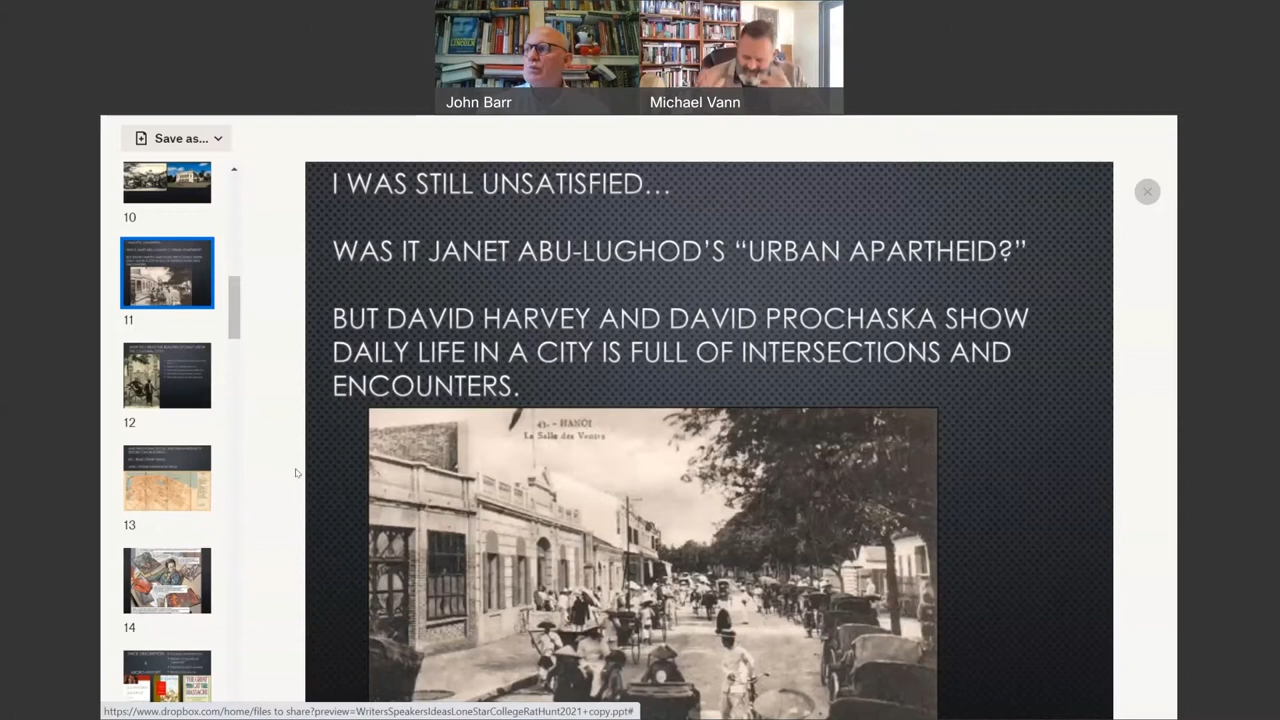 LINCOLN
John Barr
Michael Vann
Save as...
10
11
12
13
14
I WAS STILL UNSATISFIED...
WAS IT JANET ABU-LUGHOD'S “URBAN APARTHEID?”
BUT DAVID HARVEY AND DAVID PROCHASKA SHOW
DAILY LIFE IN A CITY IS FULL OF INTERSECTIONS AND
ENCOUNTERS.
43. - HANOI
La Salle des Ventes
https://www.dropbox.com/home/files to share?preview=WritersSpeakersIdeasLoneStarCollegeRatHunt2021+copy.ppt#